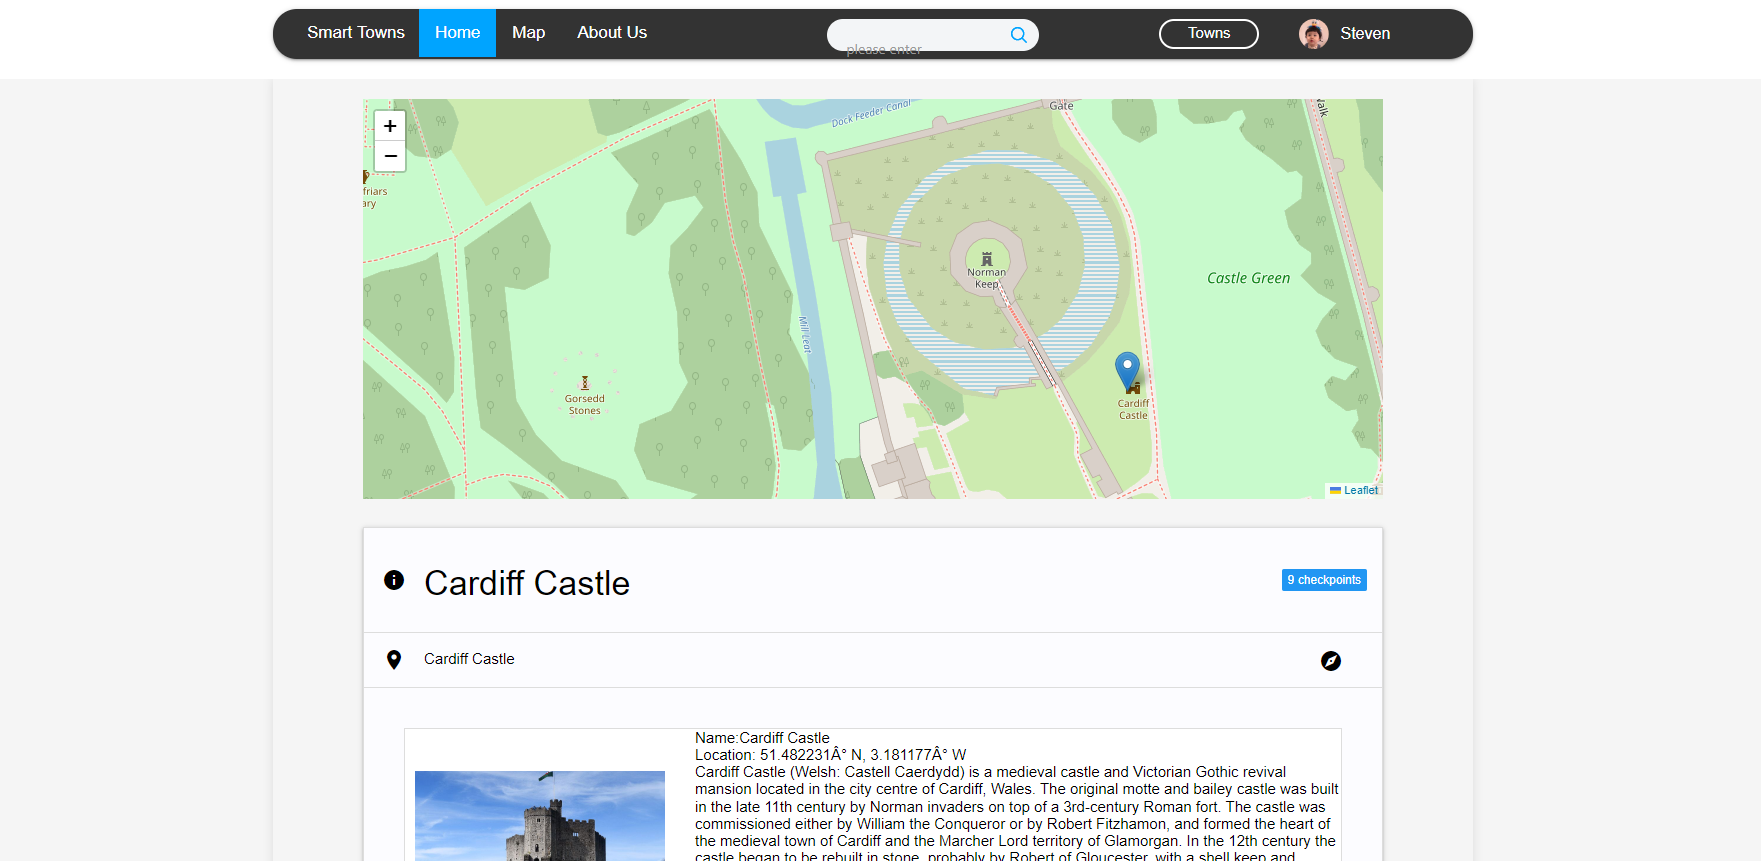 Smart Towns
Home
Map
About Us
please enter
Towns
Steven
+
−
Dock Feeder Canal
Gate
Walk
friars
ary
Norman
Keep
Castle Green
Mill Leat
Gorsedd
Stones
Cardiff
Castle
Leaflet
Cardiff Castle
9 checkpoints
Cardiff Castle
Name:Cardiff Castle
Location: 51.482231Â° N, 3.181177Â° W
Cardiff Castle (Welsh: Castell Caerdydd) is a medieval castle and Victorian Gothic revival
mansion located in the city centre of Cardiff, Wales. The original motte and bailey castle was built
in the late 11th century by Norman invaders on top of a 3rd-century Roman fort. The castle was
commissioned either by William the Conqueror or by Robert Fitzhamon, and formed the heart of
the medieval town of Cardiff and the Marcher Lord territory of Glamorgan. In the 12th century the
castle began to be rebuilt in stone, probably by Robert of Gloucester, with a shell keep and